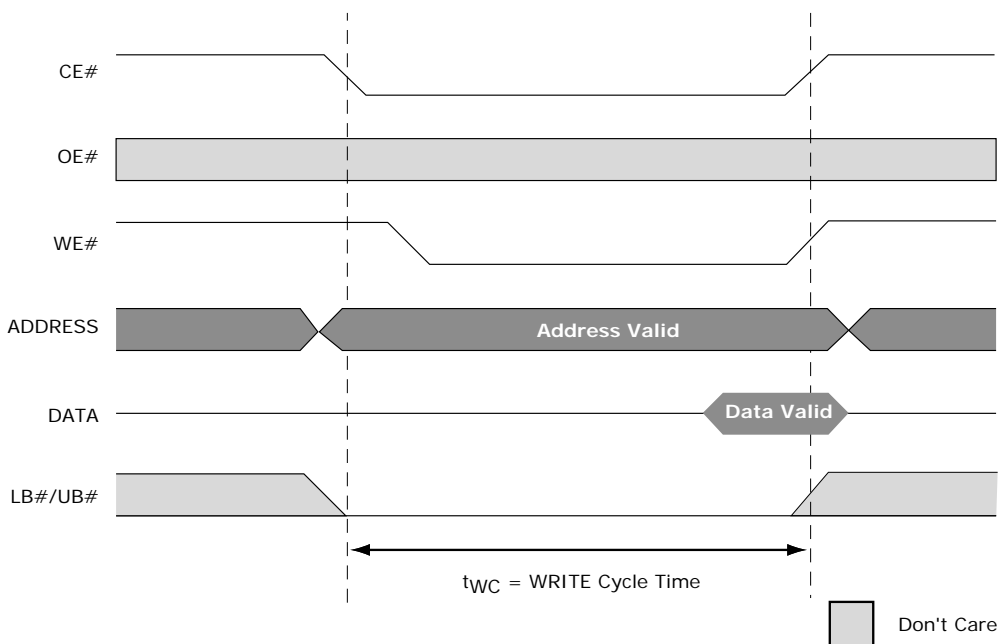 CE#
OE#
WE#
ADDRESS
Address Valid
DATA
Data Valid
LB#/UB#
tWC = WRITE Cycle Time
Don't Care